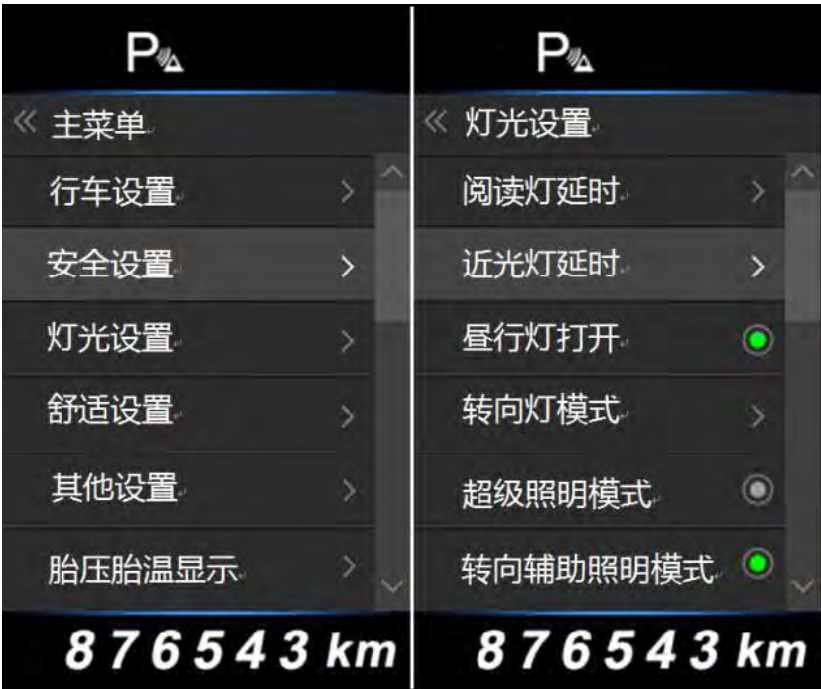 P
主菜单
行车设置
安全设置
灯光设置
舒适设置
其他设置
胎压胎温显示
876543 km
P
灯光设置
阅读灯延时
近光灯延时
昼行灯打开
转向灯模式
超级照明模式
转向辅助照明模式
876543 km